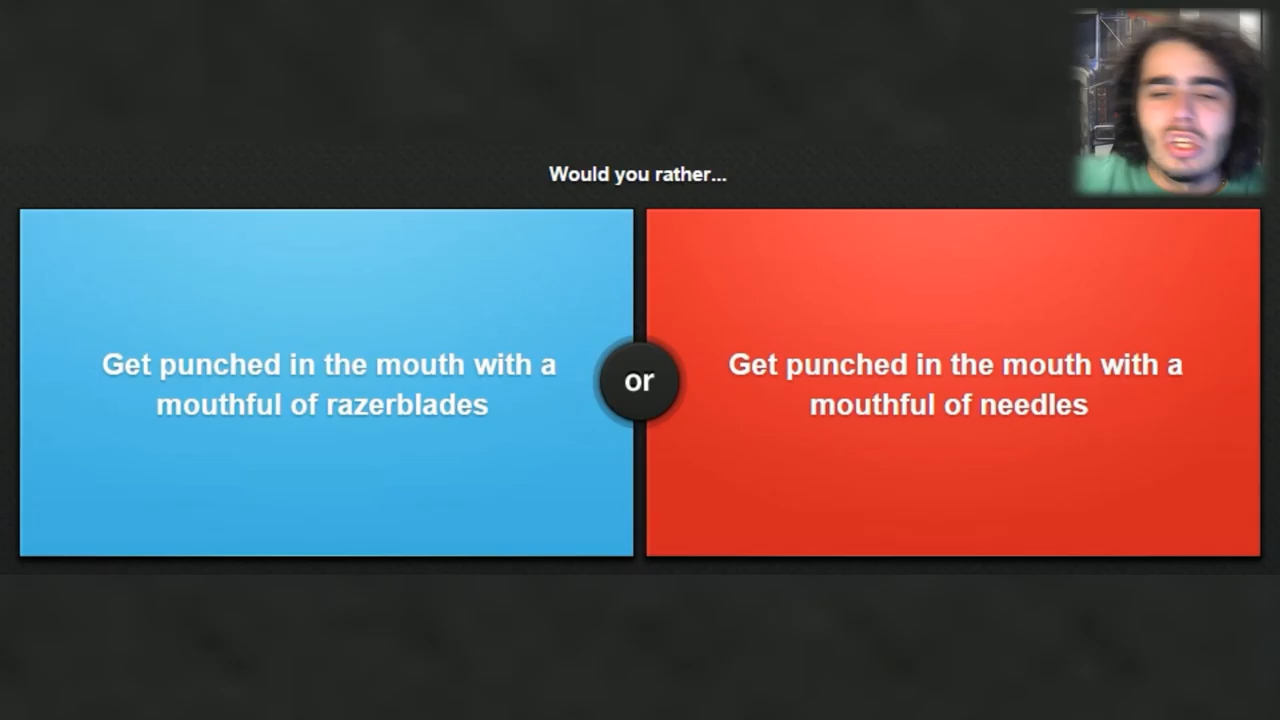 Would you rather...
Get punched in the mouth with a
mouthful of razerblades
or
Get punched in the mouth with a
mouthful of needles